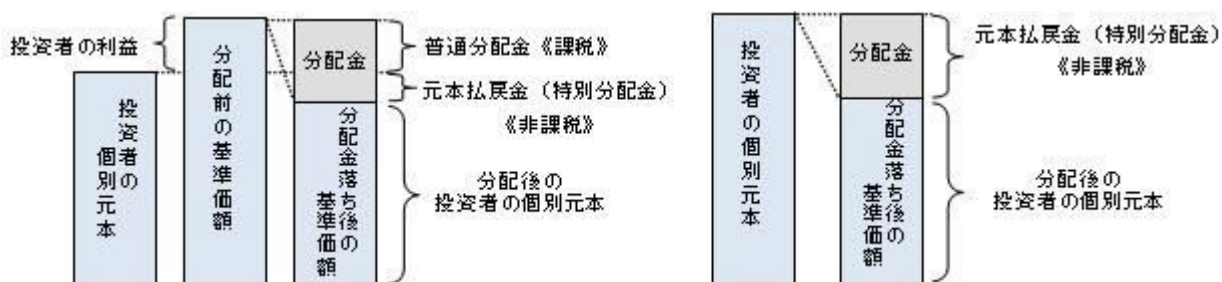 投資者の利益
投資者の
個別元本
分配前の基準価額
分配金
分配金落ち後の
基準価額
普通分配金《課税》
元本払戻金（特別分配金）
《非課税》
分配後の
投資者の個別元本
投資者の個別元本
分配金
分配金落ち後の
基準価額
元本払戻金（特別分配金）
《非課税》
分配後の
投資者の個別元本